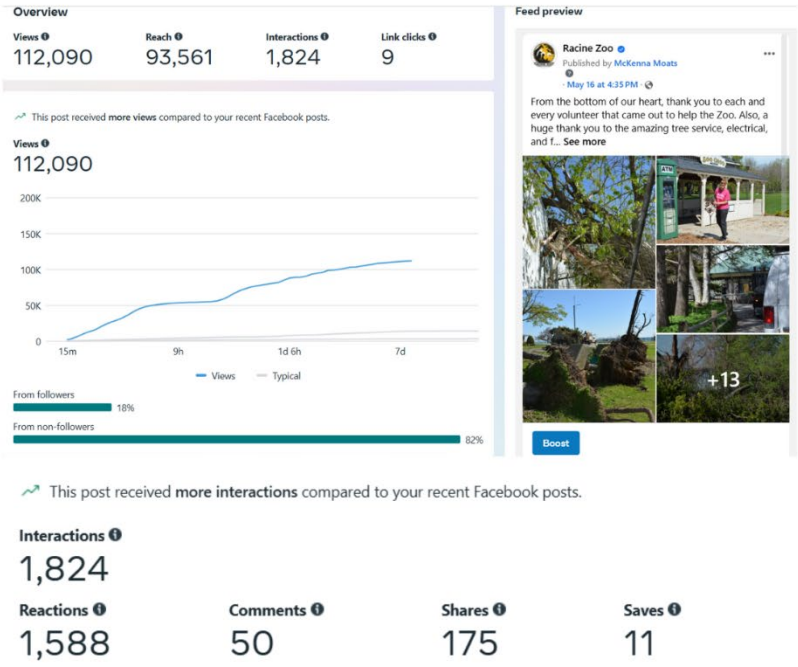 Overview
Views
112,090
Reach
93,561
Interactions
1,824
Link clicks
9
This post received more views compared to your recent Facebook posts.
Views
112,090
200K
150K
100K
50K
0
15m 9h 1d 6h 7d
Views Typical
From followers
18%
From non-followers
82%
Feed preview
Racine Zoo
Published by McKenna Moats
· May 16 at 4:35 PM ·
From the bottom of our heart, thank you to each and
every volunteer that came out to help the Zoo. Also, a
huge thank you to the amazing tree service, electrical,
and f... See more
ATM
+13
Boost
This post received more interactions compared to your recent Facebook posts.
Interactions
1,824
Reactions
1,588
Comments
50
Shares
175
Saves
11